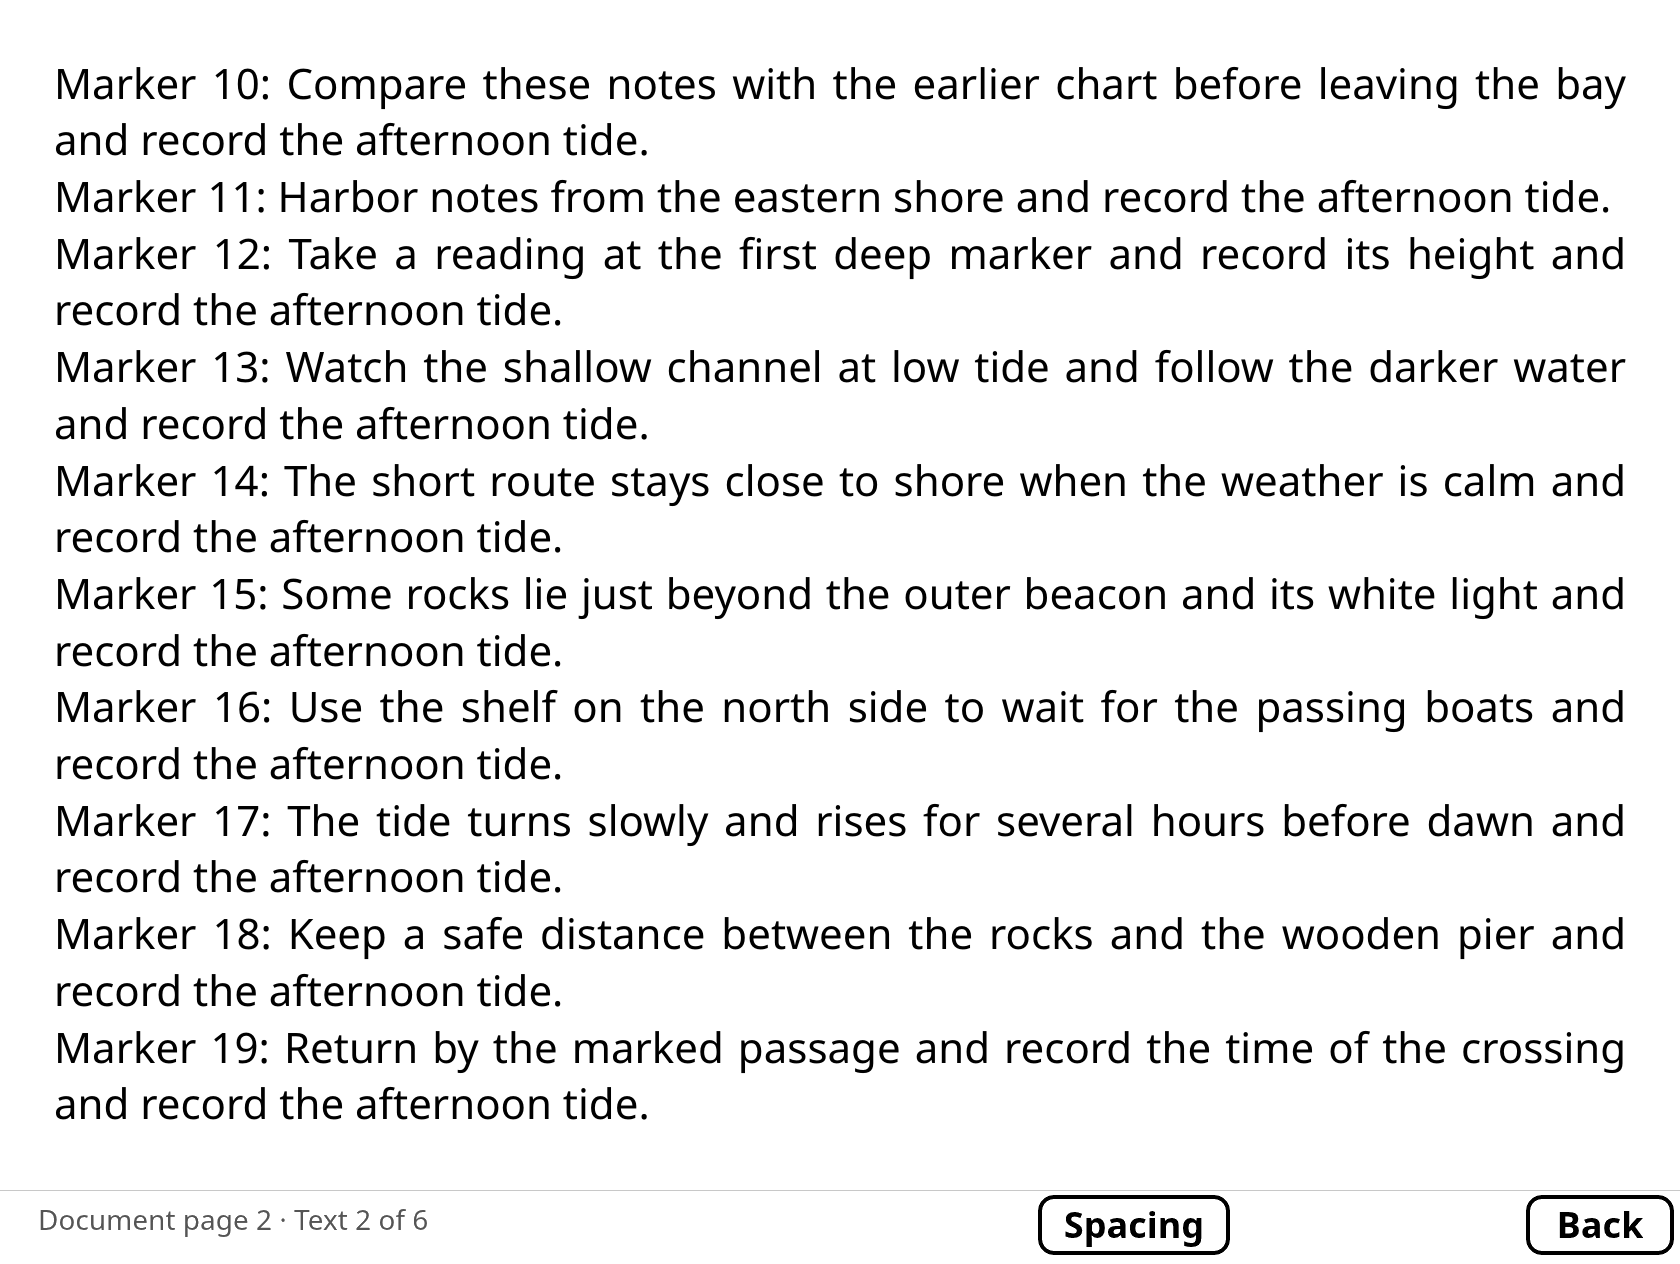 Marker 10: Compare these notes with the earlier chart before leaving the bay
and record the afternoon tide.
Marker 11: Harbor notes from the eastern shore and record the afternoon tide.
Marker 12: Take a reading at the first deep marker and record its height and
record the afternoon tide.
Marker 13: Watch the shallow channel at low tide and follow the darker water
and record the afternoon tide.
Marker 14: The short route stays close to shore when the weather is calm and
record the afternoon tide.
Marker 15: Some rocks lie just beyond the outer beacon and its white light and
record the afternoon tide.
Marker 16: Use the shelf on the north side to wait for the passing boats and
record the afternoon tide.
Marker 17: The tide turns slowly and rises for several hours before dawn and
record the afternoon tide.
Marker 18: Keep a safe distance between the rocks and the wooden pier and
record the afternoon tide.
Marker 19: Return by the marked passage and record the time of the crossing
and record the afternoon tide.
Document page 2 · Text 2 of 6
Spacing
Back